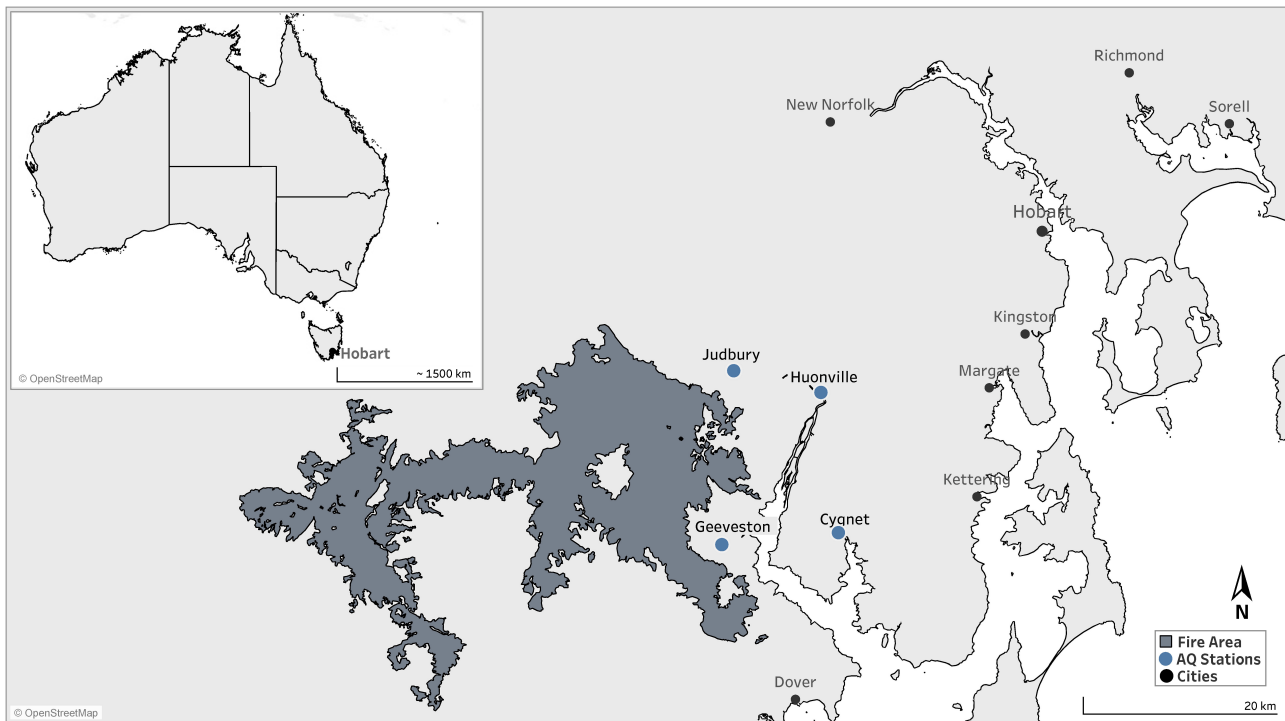 Hobart
~ 1500 km
© OpenStreetMap
Richmond
New Norfolk
Sorell
Hobart
Kingston
Judbury
Huonville
Margate
Kettering
Geeveston
Cygnet
Dover
N
Fire Area
AQ Stations
Cities
20 km
© OpenStreetMap